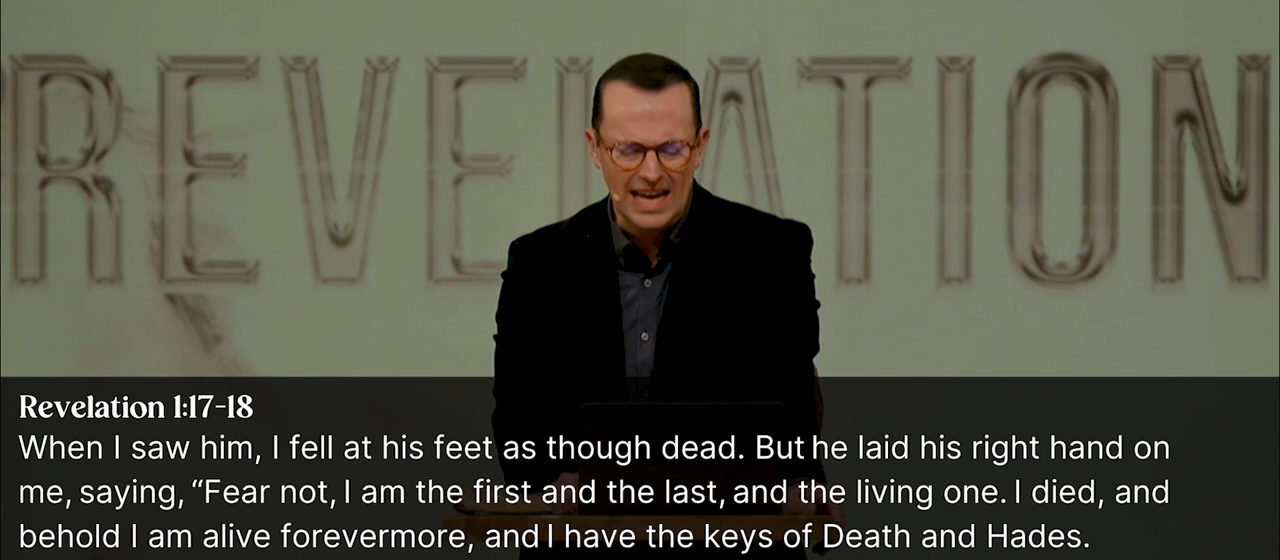 REVELATION
Revelation 1:17-18
When I saw him, I fell at his feet as though dead. But he laid his right hand on
me, saying, “Fear not, I am the first and the last, and the living one. I died, and
behold I am alive forevermore, and I have the keys of Death and Hades.